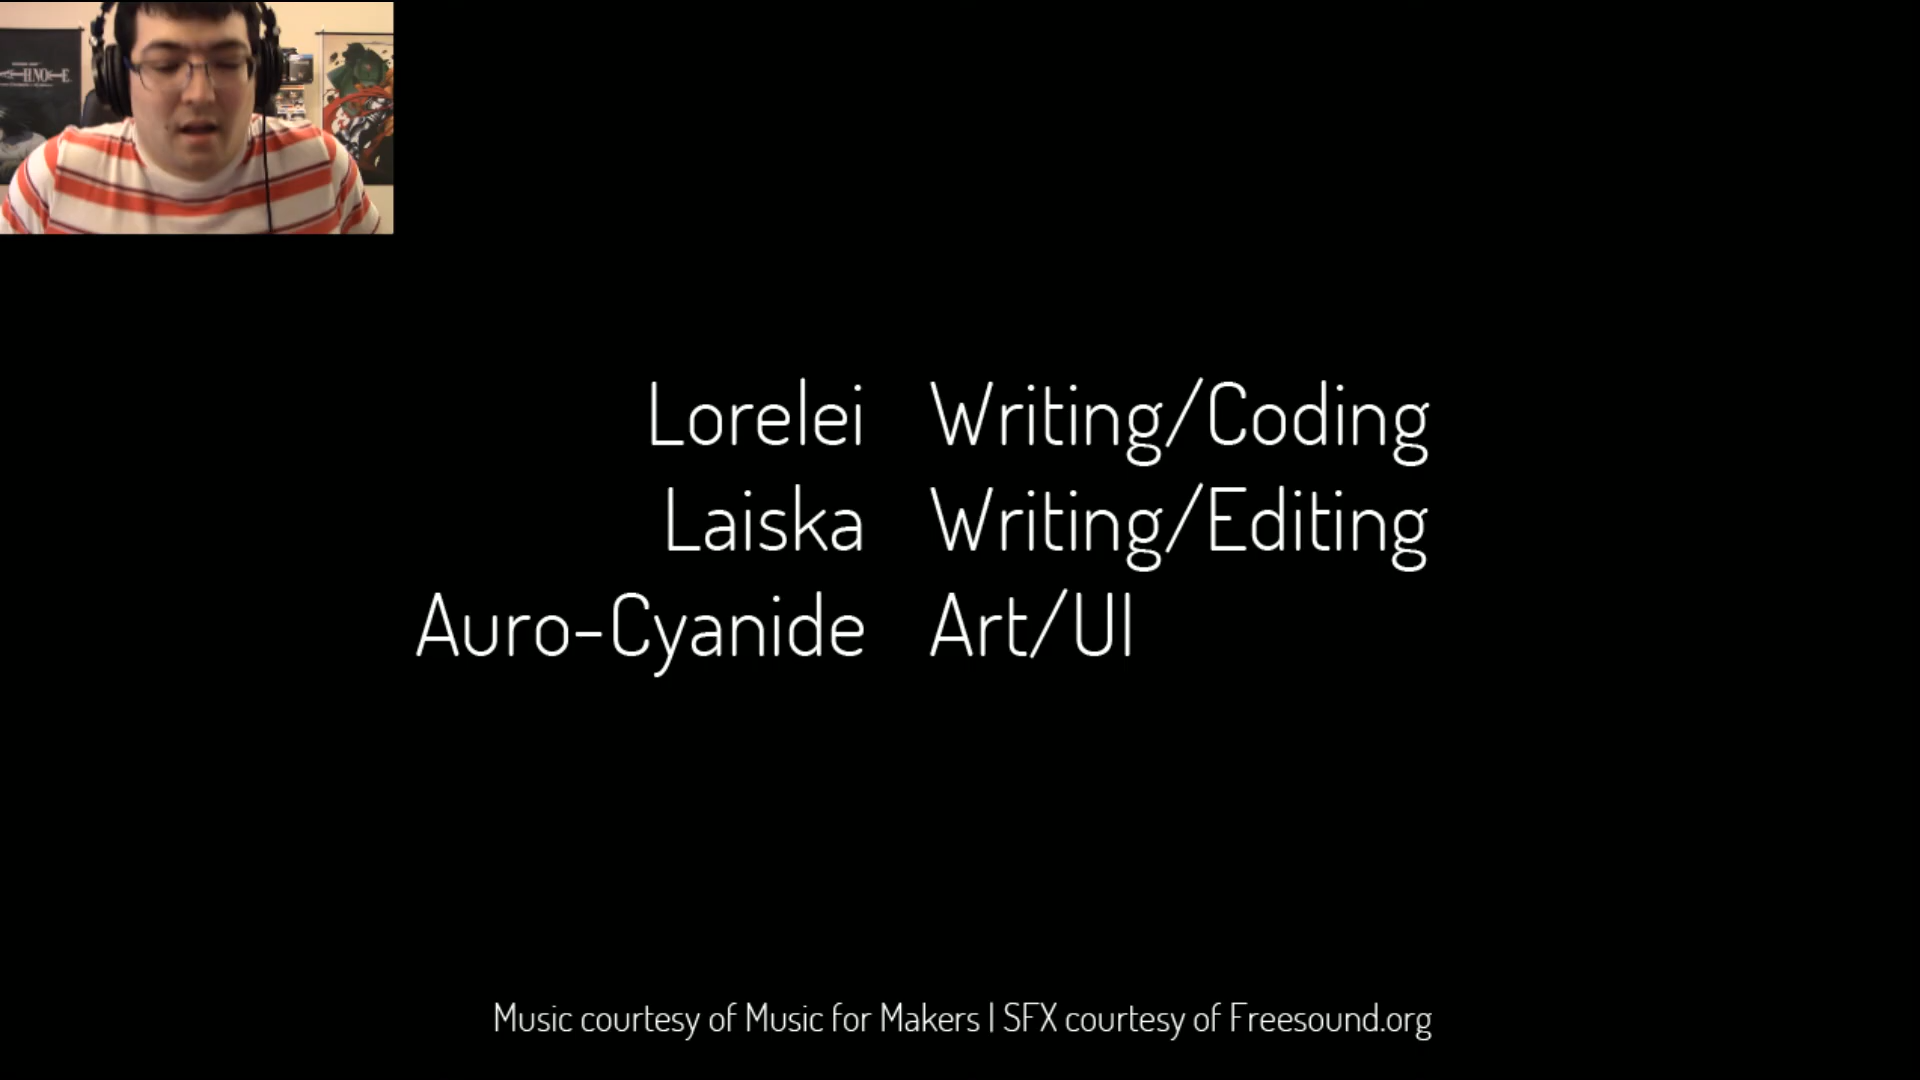 Lorelei Writing/Coding
Laiska Writing/Editing
Auro-Cyanide Art/UI
Music courtesy of Music for Makers | SFX courtesy of Freesound.org